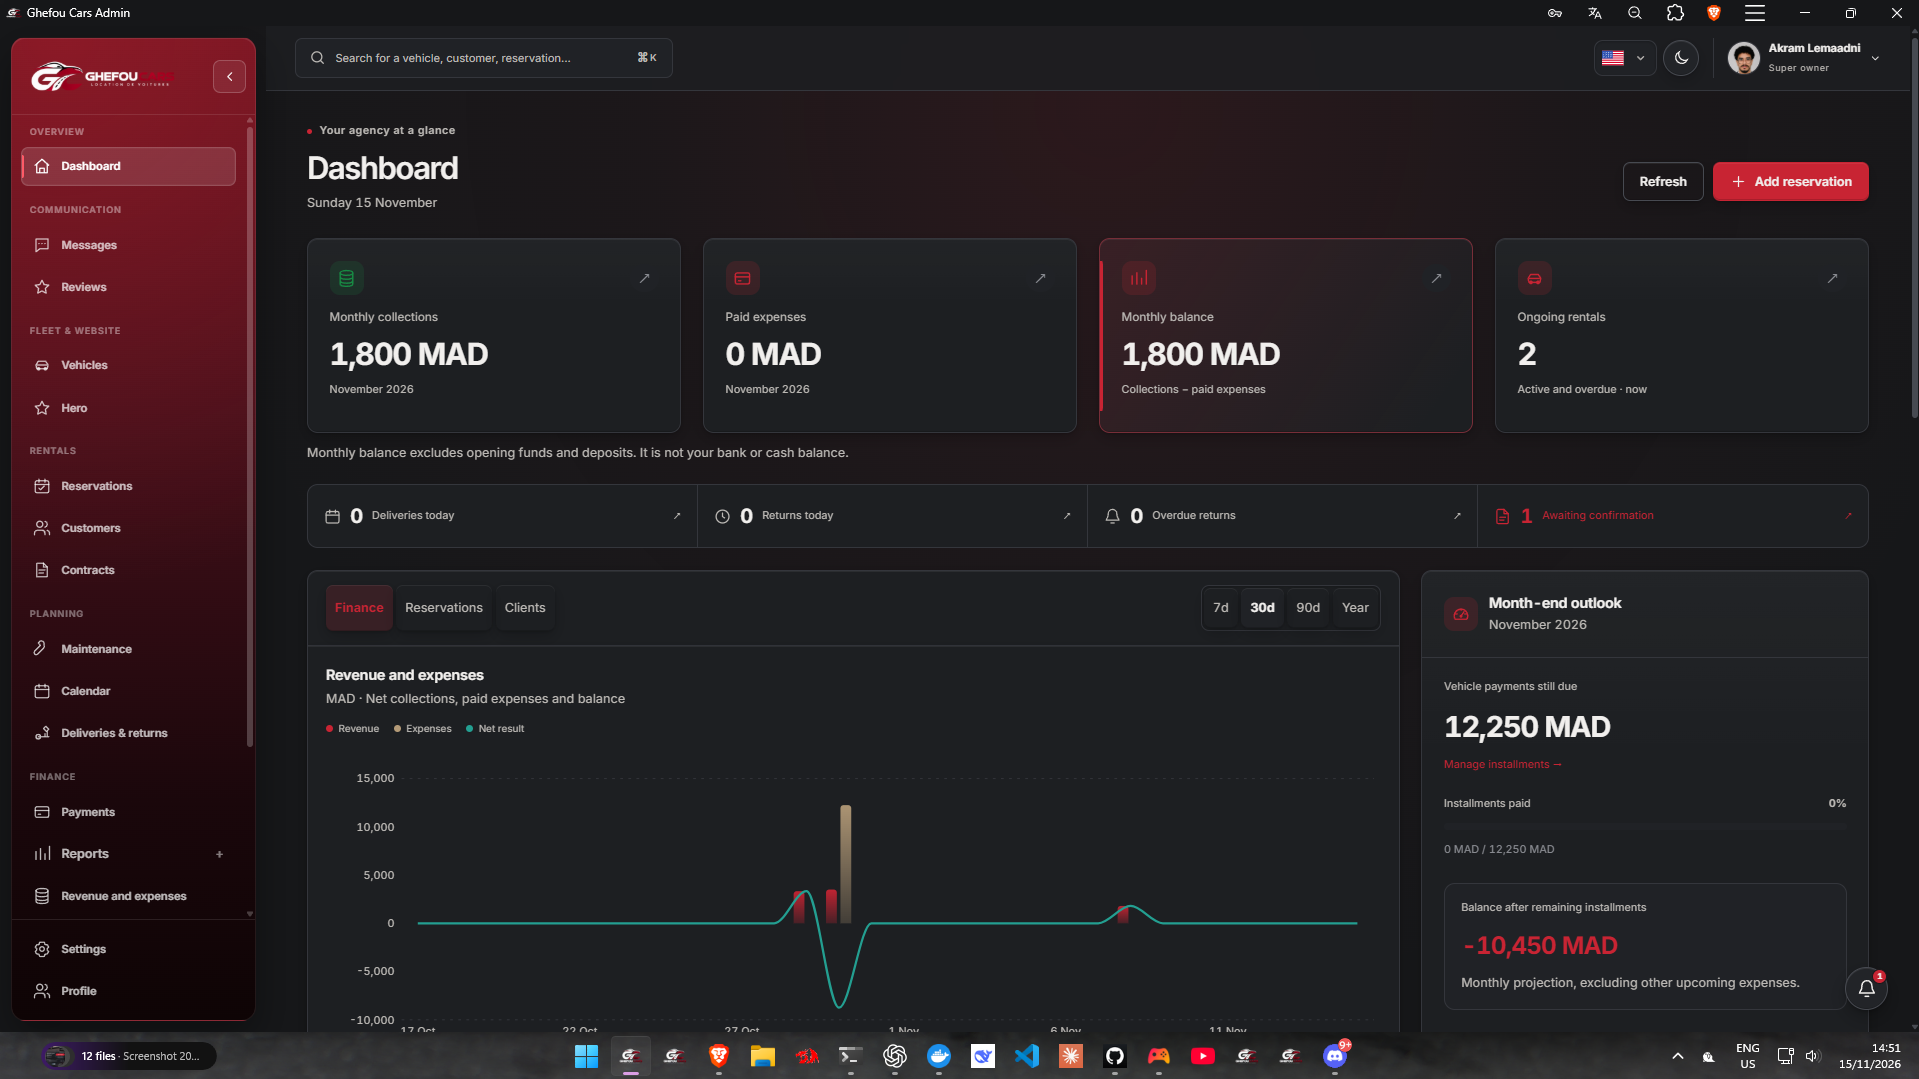 Ghefou Cars Admin
GHEFOU CARS
LOCATION DE VOITURES
OVERVIEW
Dashboard
COMMUNICATION
Messages
Reviews
FLEET & WEBSITE
Vehicles
Hero
RENTALS
Reservations
Customers
Contracts
PLANNING
Maintenance
Calendar
Deliveries & returns
FINANCE
Payments
Reports +
Revenue and expenses
Settings
Profile
Search for a vehicle, customer, reservation... ⌘K
Akram Lemaadni
Super owner
Your agency at a glance
Dashboard
Sunday 15 November
Refresh
+ Add reservation
Monthly collections
1,800 MAD
November 2026
Paid expenses
0 MAD
November 2026
Monthly balance
1,800 MAD
Collections – paid expenses
Ongoing rentals
2
Active and overdue · now
Monthly balance excludes opening funds and deposits. It is not your bank or cash balance.
0 Deliveries today
0 Returns today
0 Overdue returns
1 Awaiting confirmation
Finance Reservations Clients
7d 30d 90d Year
Revenue and expenses
MAD · Net collections, paid expenses and balance
Revenue Expenses Net result
15,000
10,000
5,000
0
-5,000
-10,000
17 Oct 22 Oct 27 Oct 1 Nov 6 Nov 11 Nov
Month-end outlook
November 2026
Vehicle payments still due
12,250 MAD
Manage installments →
Installments paid 0%
0 MAD / 12,250 MAD
Balance after remaining installments
-10,450 MAD
Monthly projection, excluding other upcoming expenses.
1
12 files · Screenshot 20...
9+
ENG
US
14:51
15/11/2026